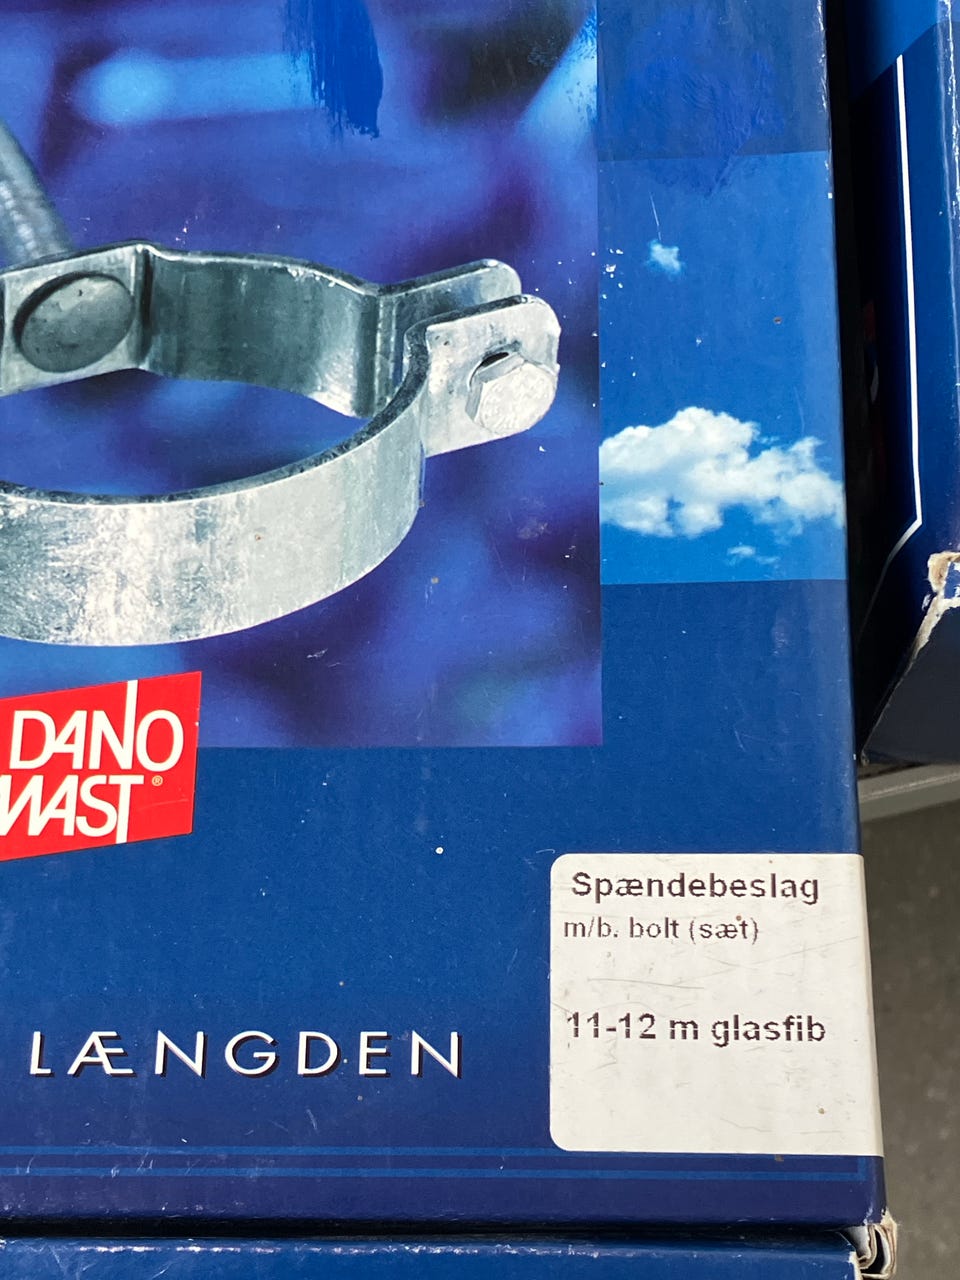 DANO
MAST®
Spændebeslag
m/b. bolt (sæt)
11-12 m glasfib
LÆNGDEN